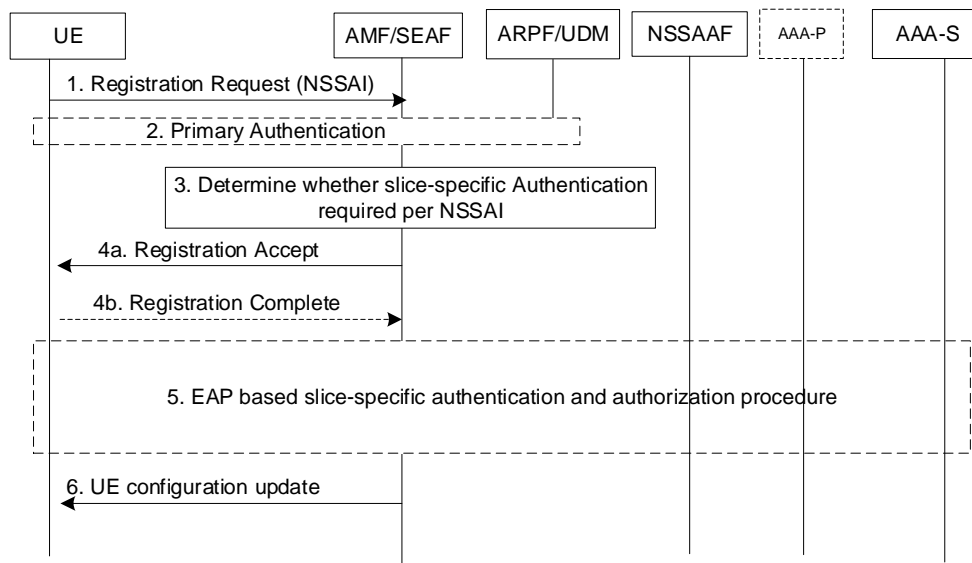 UE
AMF/SEAF
ARPF/UDM
NSSAAF
AAA-P
AAA-S
1. Registration Request (NSSAI)
2. Primary Authentication
3. Determine whether slice-specific Authentication
required per NSSAI
4a. Registration Accept
4b. Registration Complete
5. EAP based slice-specific authentication and authorization procedure
6. UE configuration update